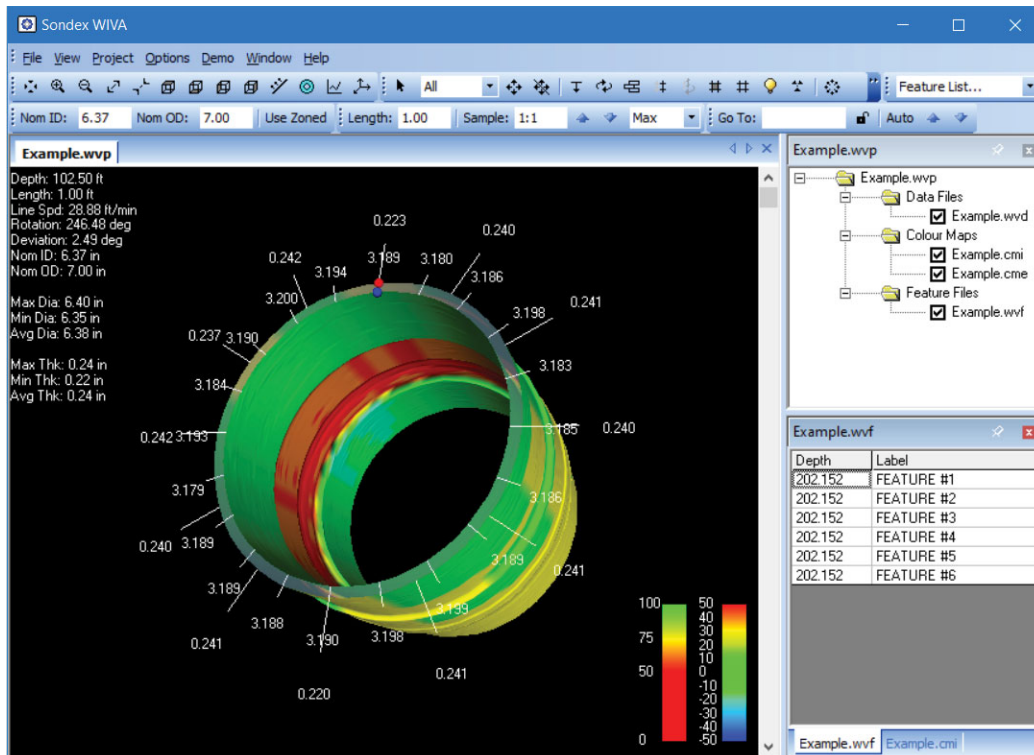 Sondex WIVA
File View Project Options Demo Window Help
All Feature List...
Nom ID: 6.37 Nom OD: 7.00 Use Zoned Length: 1.00 Sample: 1:1 Max Go To: Auto
Example.wvp
Depth: 102.50 ft
Length: 1.00 ft
Line Spd: 28.88 ft/min
Rotation: 246.48 deg
Deviation: 2.49 deg
Nom ID: 6.37 in
Nom OD: 7.00 in
Max Dia: 6.40 in
Min Dia: 6.35 in
Avg Dia: 6.38 in
Max Thk: 0.24 in
Min Thk: 0.22 in
Avg Thk: 0.24 in
0.223
0.240
0.242 3.194 3.189 3.180
3.186
3.200
0.241
3.198
0.237 3.190
3.183
3.184
0.242 3.193
3.185 0.240
3.179
3.186
0.240 3.189
3.189
0.241
3.189
3.188
3.199
0.241 3.190 3.198
0.241
0.220
100
75
50
0
50
40
30
20
10
0
-10
-20
-30
-40
-50
Example.wvp
Example.wvp
Data Files
Example.wvd
Colour Maps
Example.cmi
Example.cme
Feature Files
Example.wvf
Example.wvf
Depth Label
202.152 FEATURE #1
202.152 FEATURE #2
202.152 FEATURE #3
202.152 FEATURE #4
202.152 FEATURE #5
202.152 FEATURE #6
Example.wvf Example.cmi